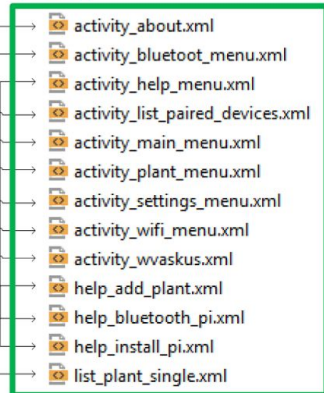 activity_about.xml
activity_bluetoot_menu.xml
activity_help_menu.xml
activity_list_paired_devices.xml
activity_main_menu.xml
activity_plant_menu.xml
activity_settings_menu.xml
activity_wifi_menu.xml
activity_wvaskus.xml
help_add_plant.xml
help_bluetooth_pi.xml
help_install_pi.xml
list_plant_single.xml